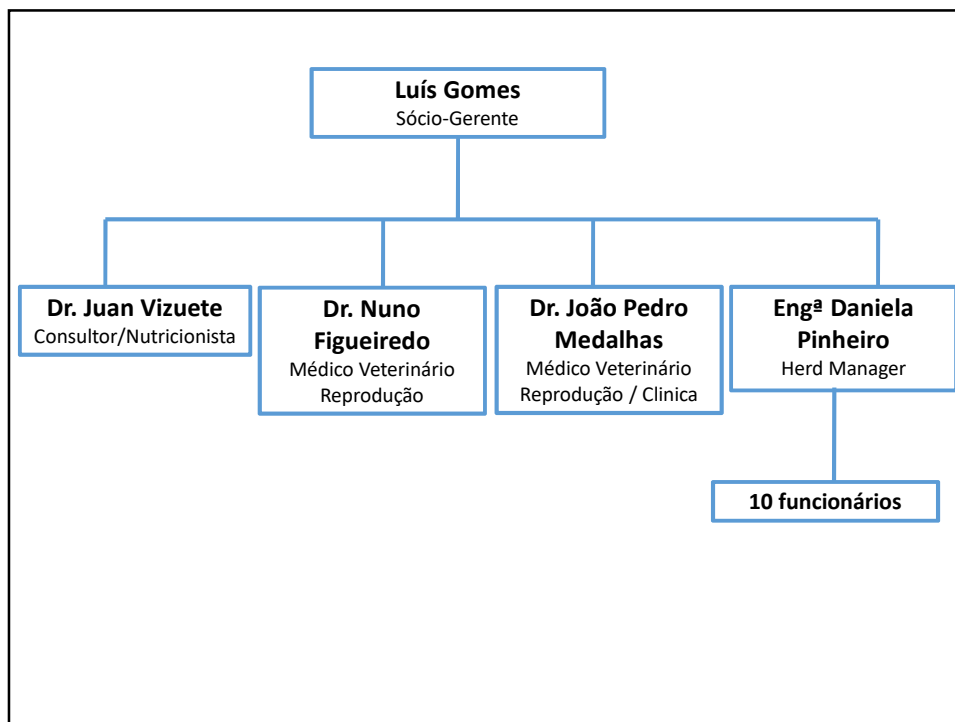 Luís Gomes
Sócio-Gerente
Dr. Juan Vizuete
Consultor/Nutricionista
Dr. Nuno
Figueiredo
Médico Veterinário
Reprodução
Dr. João Pedro
Medalhas
Médico Veterinário
Reprodução / Clinica
Engª Daniela
Pinheiro
Herd Manager
10 funcionários